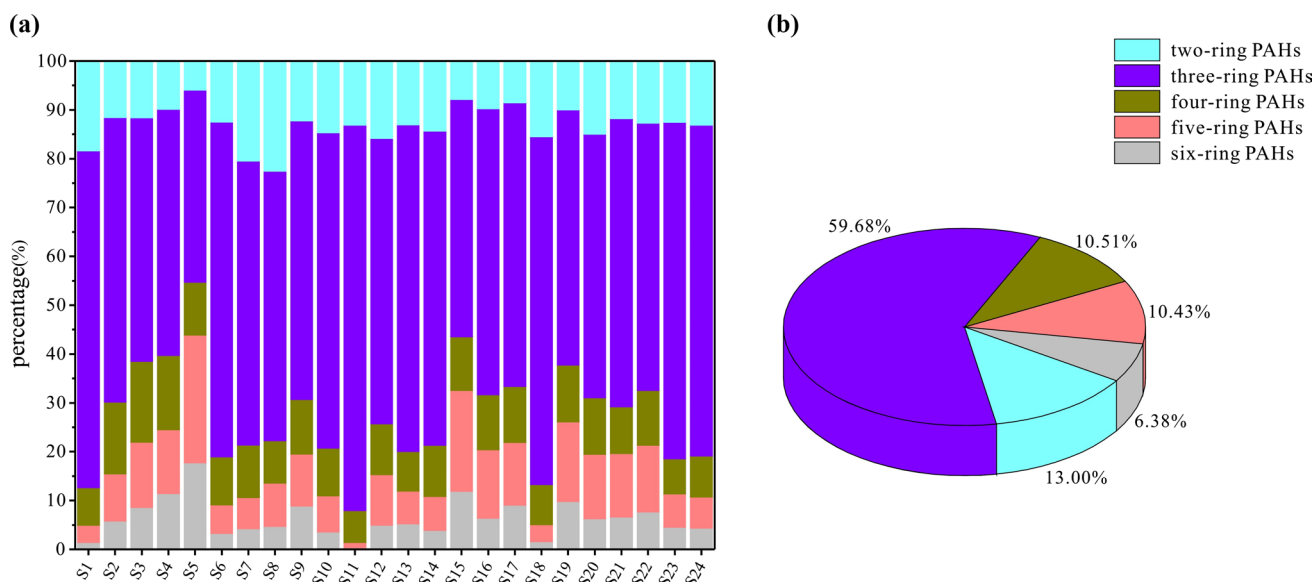 (a)
(b)
two-ring PAHs
three-ring PAHs
four-ring PAHs
five-ring PAHs
six-ring PAHs
percentage(%)
100
90
80
70
60
50
40
30
20
10
0
S1 S2 S3 S4 S5 S6 S7 S8 S9 S10 S11 S12 S13 S14 S15 S16 S17 S18 S19 S20 S21 S22 S23 S24
59.68%
10.51%
10.43%
6.38%
13.00%